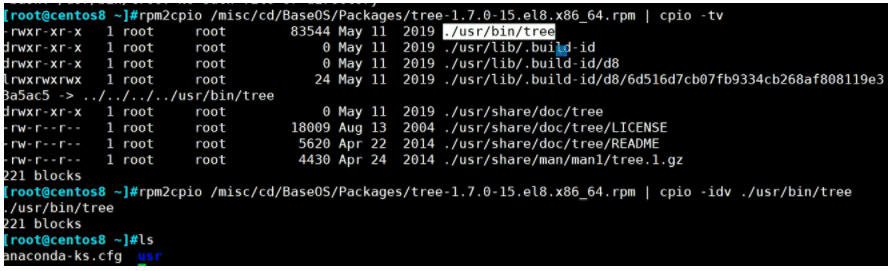 [root@centos8 ~]#rpm2cpio /misc/cd/BaseOS/Packages/tree-1.7.0-15.el8.x86_64.rpm | cpio -tv
-rwxr-xr-x 1 root root 83544 May 11 2019 ./usr/bin/tree
drwxr-xr-x 1 root root 0 May 11 2019 ./usr/lib/.build-id
drwxr-xr-x 1 root root 0 May 11 2019 ./usr/lib/.build-id/d8
lrwxrwxrwx 1 root root 24 May 11 2019 ./usr/lib/.build-id/d8/6d516d7cb07fb9334cb268af808119e3
3a5ac5 -> ../../../../usr/bin/tree
drwxr-xr-x 1 root root 0 May 11 2019 ./usr/share/doc/tree
-rw-r--r-- 1 root root 18009 Aug 13 2004 ./usr/share/doc/tree/LICENSE
-rw-r--r-- 1 root root 5620 Apr 22 2014 ./usr/share/doc/tree/README
-rw-r--r-- 1 root root 4430 Apr 24 2014 ./usr/share/man/man1/tree.1.gz
221 blocks
[root@centos8 ~]#rpm2cpio /misc/cd/BaseOS/Packages/tree-1.7.0-15.el8.x86_64.rpm | cpio -idv ./usr/bin/tree
./usr/bin/tree
221 blocks
[root@centos8 ~]#ls
anaconda-ks.cfg usr